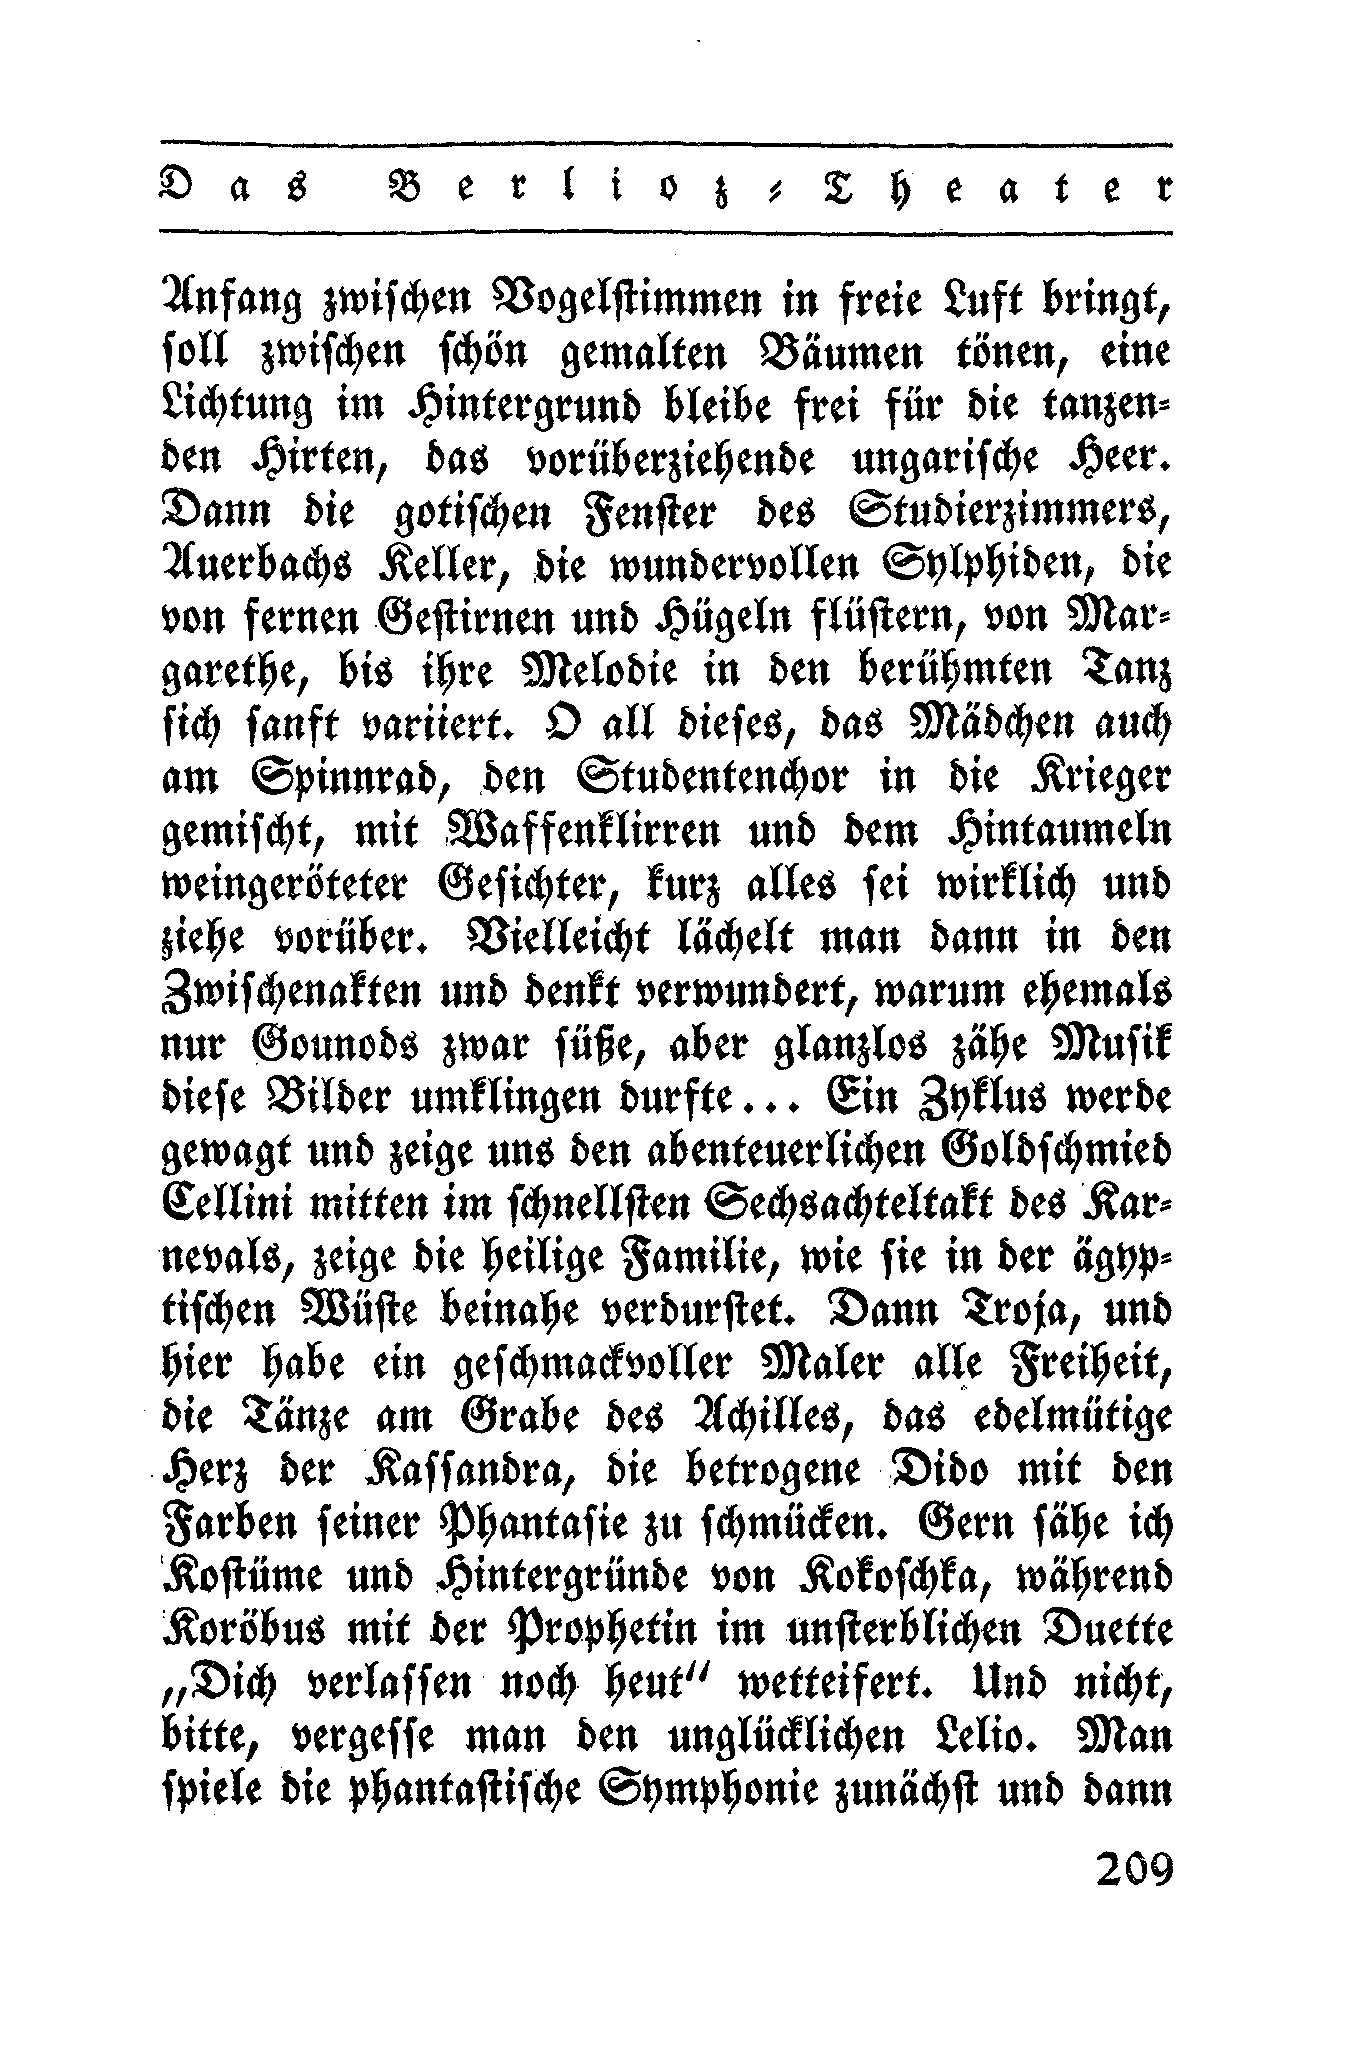 Das Berlioz-Theater
Anfang zwischen Vogelstimmen in freie Luft bringt,
soll zwischen schön gemalten Bäumen tönen, eine
Lichtung im Hintergrund bleibe frei für die tanzen-
den Hirten, das vorüberziehende ungarische Heer.
Dann die gotischen Fenster des Studierzimmers,
Auerbachs Keller, die wundervollen Sylphiden, die
von fernen Gestirnen und Hügeln flüstern, von Mar-
garethe, bis ihre Melodie in den berühmten Tanz
sich sanft variiert. O all dieses, das Mädchen auch
am Spinnrad, den Studentenchor in die Krieger
gemischt, mit Waffenklirren und dem Hintaumeln
weingeröteter Gesichter, kurz alles sei wirklich und
ziehe vorüber. Vielleicht lächelt man dann in den
Zwischenakten und denkt verwundert, warum ehemals
nur Gounods zwar süße, aber glanzlos zähe Musik
diese Bilder umklingen durfte... Ein Zyklus werde
gewagt und zeige uns den abenteuerlichen Goldschmied
Cellini mitten im schnellsten Sechsachteltakt des Kar-
nevals, zeige die heilige Familie, wie sie in der ägyp-
tischen Wüste beinahe verdurstet. Dann Troja, und
hier habe ein geschmackvoller Maler alle Freiheit,
die Tänze am Grabe des Achilles, das edelmütige
Herz der Kassandra, die betrogene Dido mit den
Farben seiner Phantasie zu schmücken. Gern sähe ich
Kostüme und Hintergründe von Kokoschka, während
Koröbus mit der Prophetin im unsterblichen Duette
„Dich verlassen noch heut“ wetteifert. Und nicht,
bitte, vergesse man den unglücklichen Lelio. Man
spiele die phantastische Symphonie zunächst und dann
209